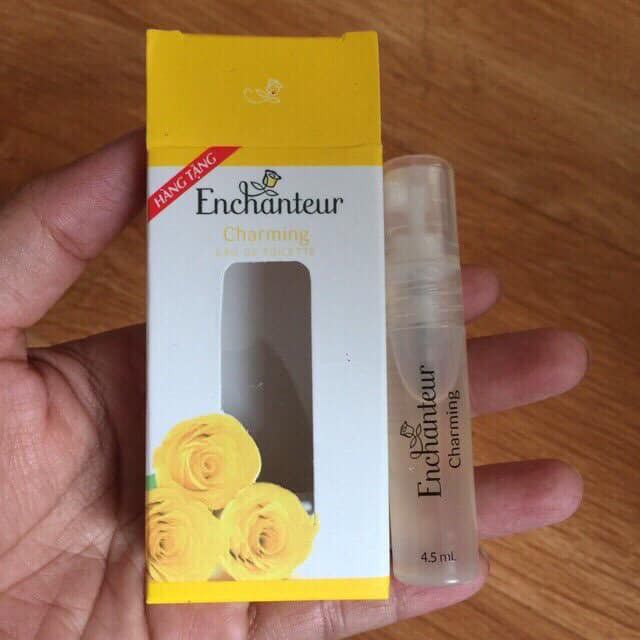 HÀNG TẶNG
Enchanteur
Charming
EAU DE TOILETTE
Enchanteur
Charming
4.5 mL